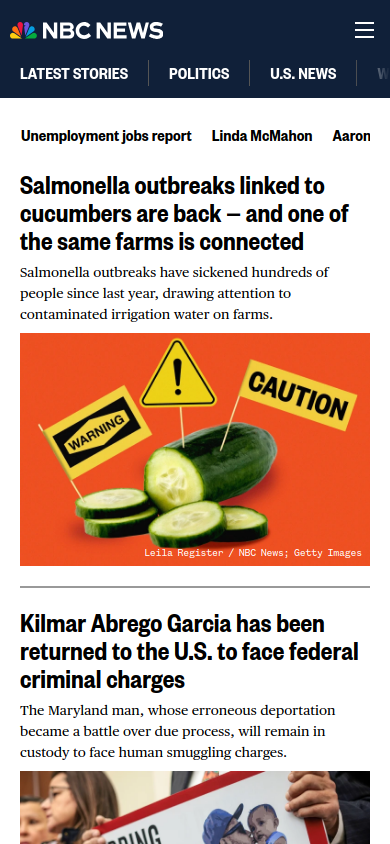 NBC NEWS
LATEST STORIES POLITICS U.S. NEWS
Unemployment jobs report Linda McMahon Aaron
Salmonella outbreaks linked to
cucumbers are back — and one of
the same farms is connected
Salmonella outbreaks have sickened hundreds of
people since last year, drawing attention to
contaminated irrigation water on farms.
!
CAUTION
WARNING
Leila Register / NBC News; Getty Images
Kilmar Abrego Garcia has been
returned to the U.S. to face federal
criminal charges
The Maryland man, whose erroneous deportation
became a battle over due process, will remain in
custody to face human smuggling charges.